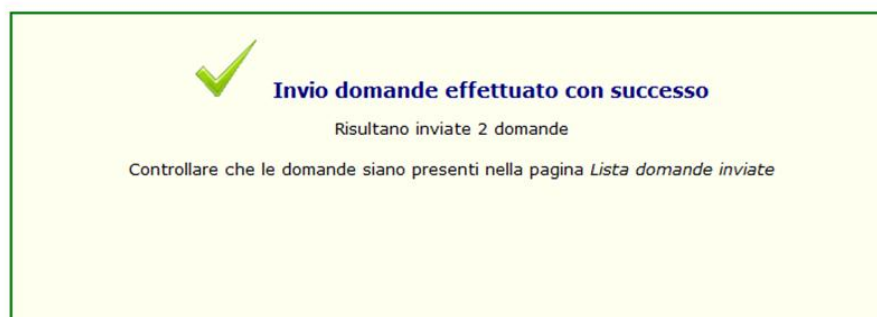 Invio domande effettuato con successo
Risultano inviate 2 domande
Controllare che le domande siano presenti nella pagina Lista domande inviate